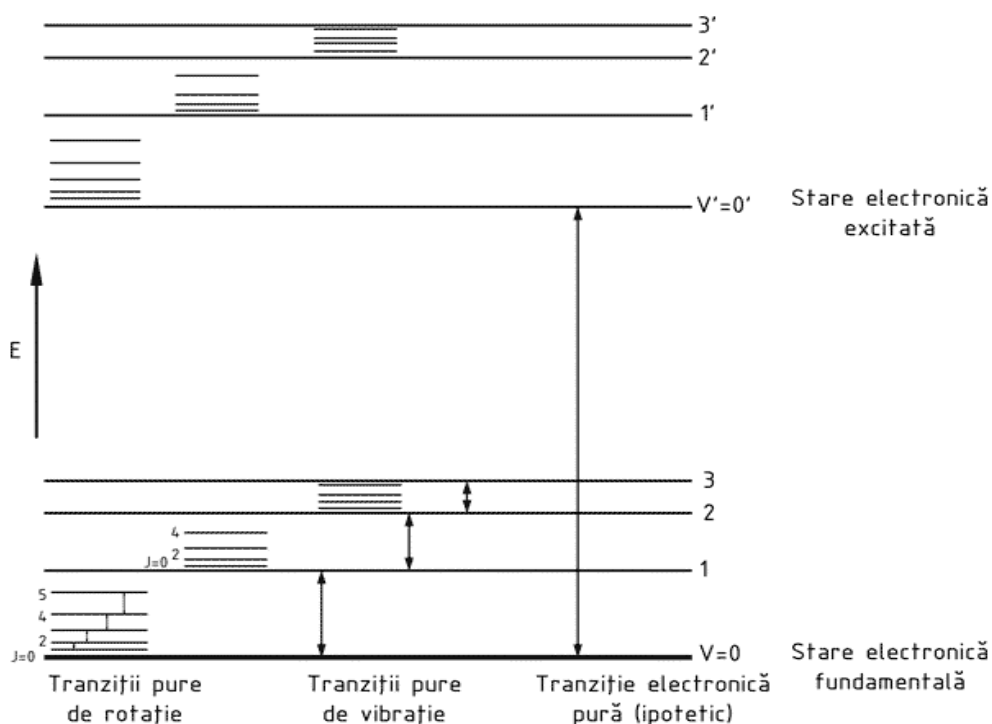 3'
2'
1'
V'=0'
Stare electronică
excitată
E
3
2
4
2
J=0
1
5
4
2
J=0
V=0
Stare electronică
fundamentală
Tranziții pure
de rotație
Tranziții pure
de vibrație
Tranziție electronică
pură (ipotetic)